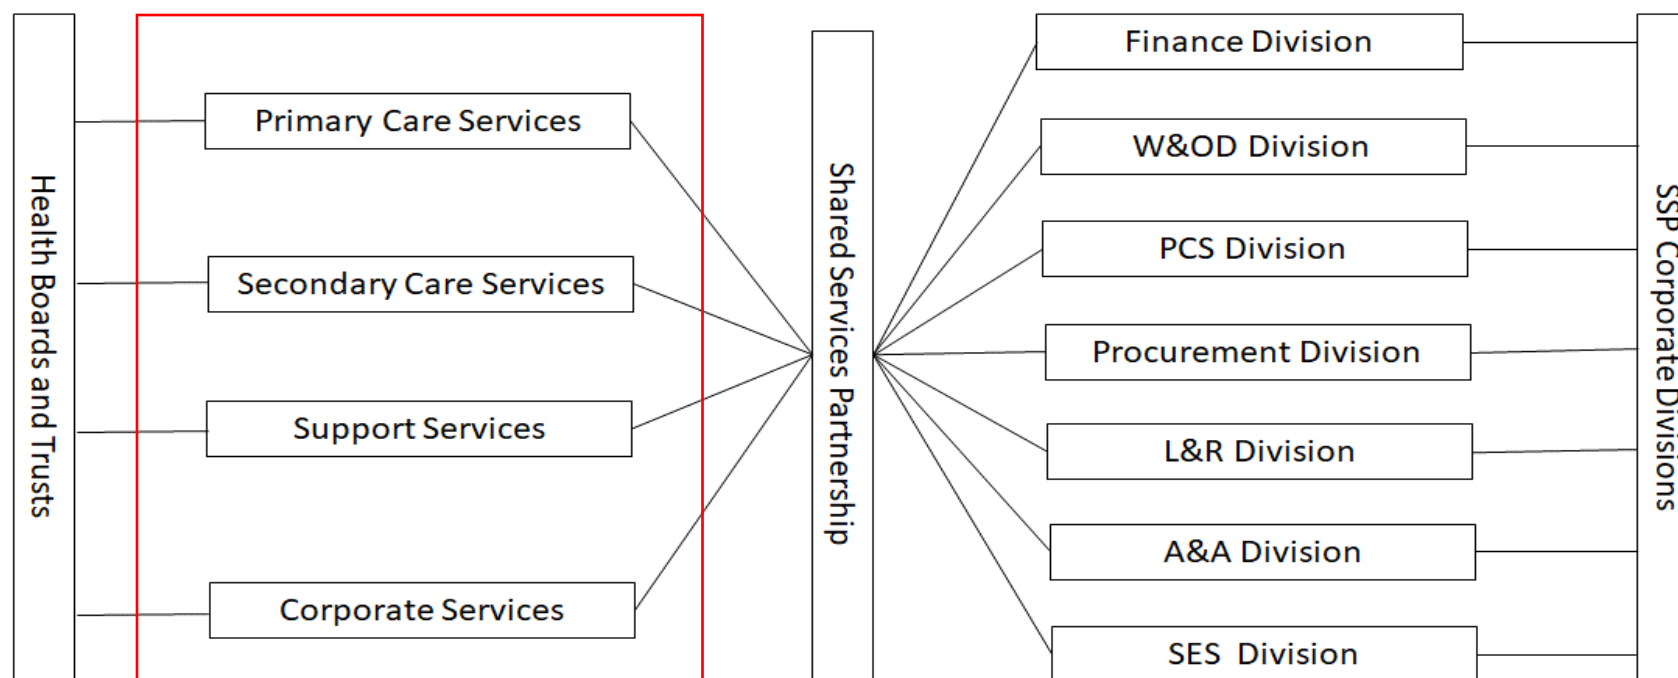 Health Boards and Trusts
Primary Care Services
Secondary Care Services
Support Services
Corporate Services
Shared Services Partnership
Finance Division
W&OD Division
PCS Division
Procurement Division
L&R Division
A&A Division
SES Division
SSP Corporate Divisions